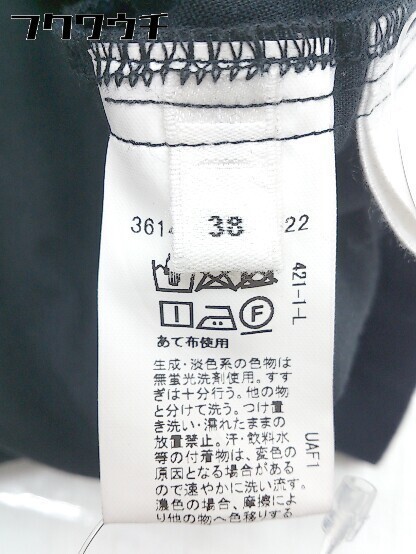 フクワウチ
38
361
22
421-1-L
あて布使用
生成・淡色系の色物は
無蛍光洗剤使用。すす
ぎは十分行う。他の物
と分けて洗う。つけ置
き洗い・濡れたままの
放置禁止。汗・飲料水
等の付着物は、変色の
原因となる場合がある
ので速やかに洗い流す。
濃色の場合、摩擦によ
り他の物へ色移りする
UAF1